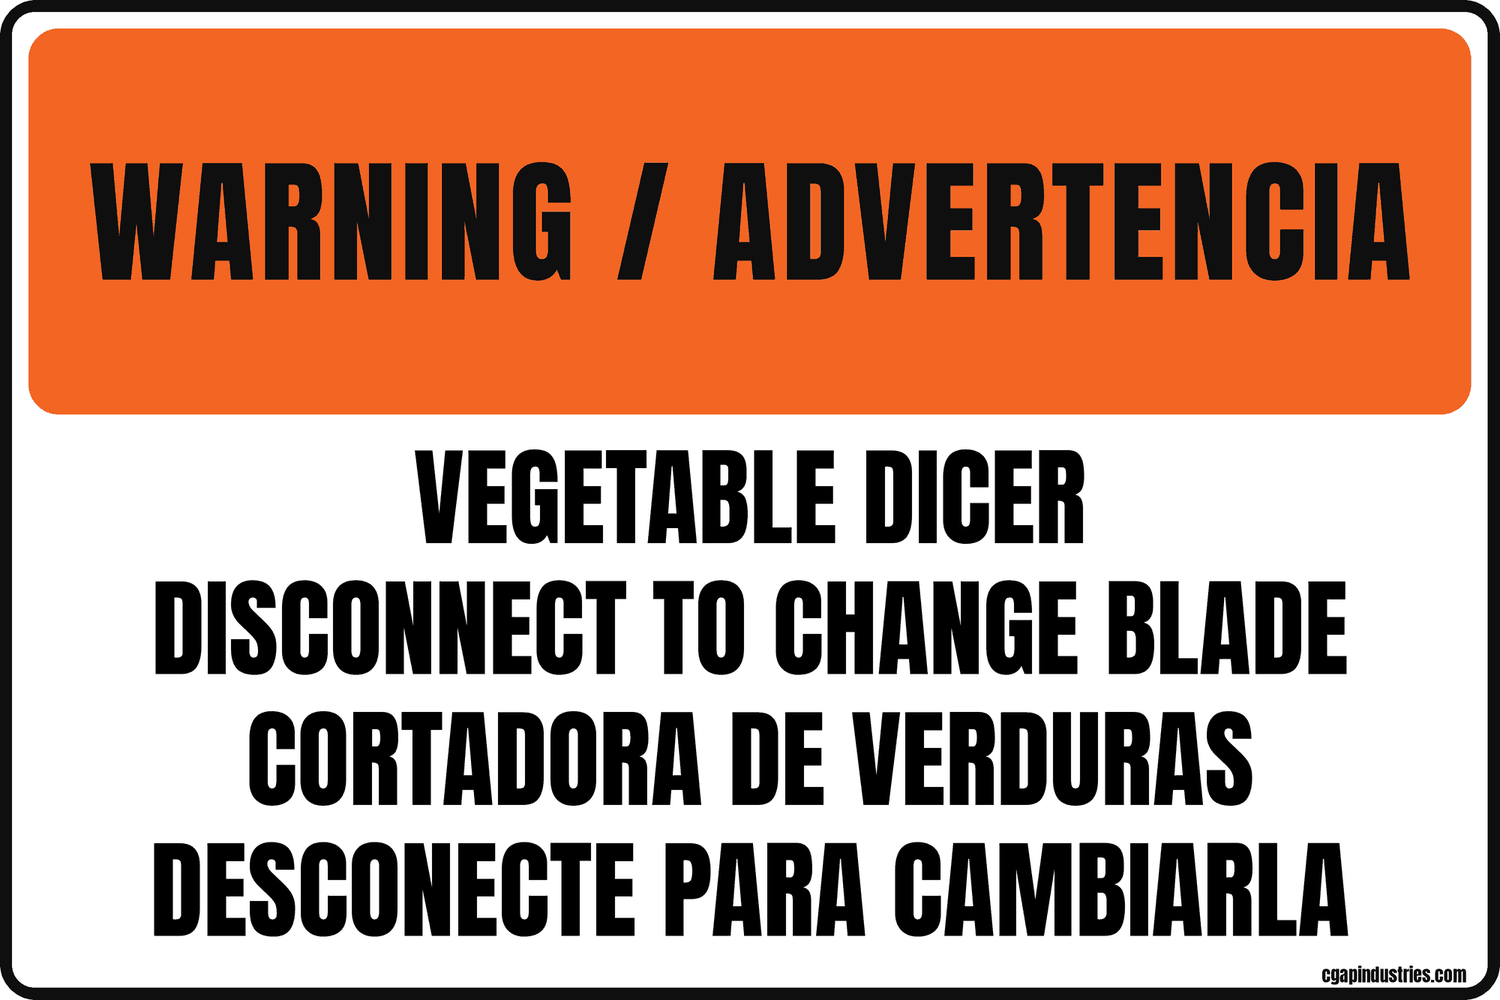 WARNING / ADVERTENCIA
VEGETABLE DICER
DISCONNECT TO CHANGE BLADE
CORTADORA DE VERDURAS
DESCONECTE PARA CAMBIARLA
cgapindustries.com